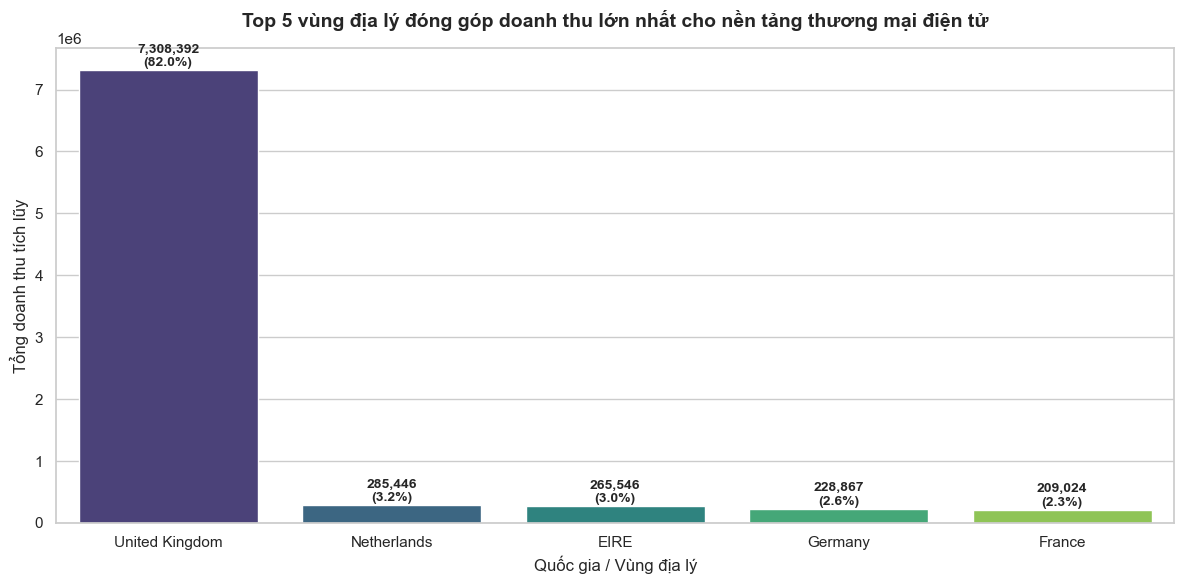 Top 5 vùng địa lý đóng góp doanh thu lớn nhất cho nền tảng thương mại điện tử
1e6
7,308,392
(82.0%)
7
6
5
4
3
2
1
0
Tổng doanh thu tích lũy
285,446
(3.2%)
265,546
(3.0%)
228,867
(2.6%)
209,024
(2.3%)
United Kingdom
Netherlands
EIRE
Germany
France
Quốc gia / Vùng địa lý